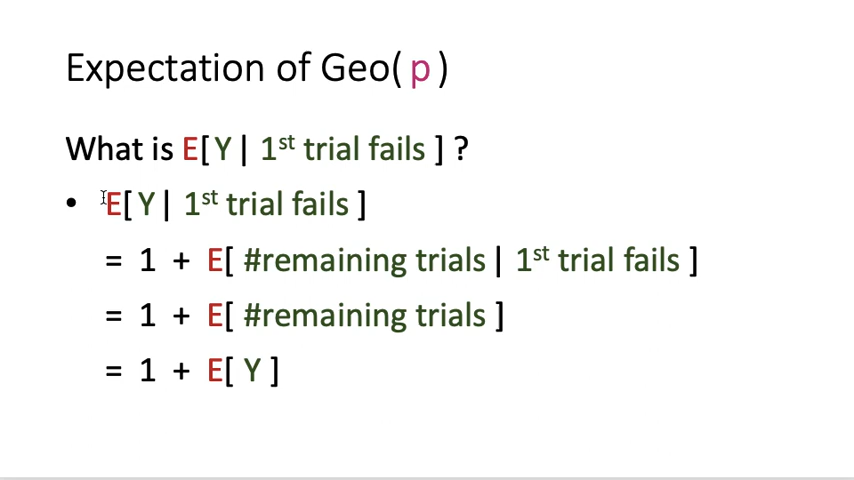 Expectation of Geo( p )
What is E[ Y | 1st trial fails ] ?
• E[ Y | 1st trial fails ]
= 1 + E[ #remaining trials | 1st trial fails ]
= 1 + E[ #remaining trials ]
= 1 + E[ Y ]